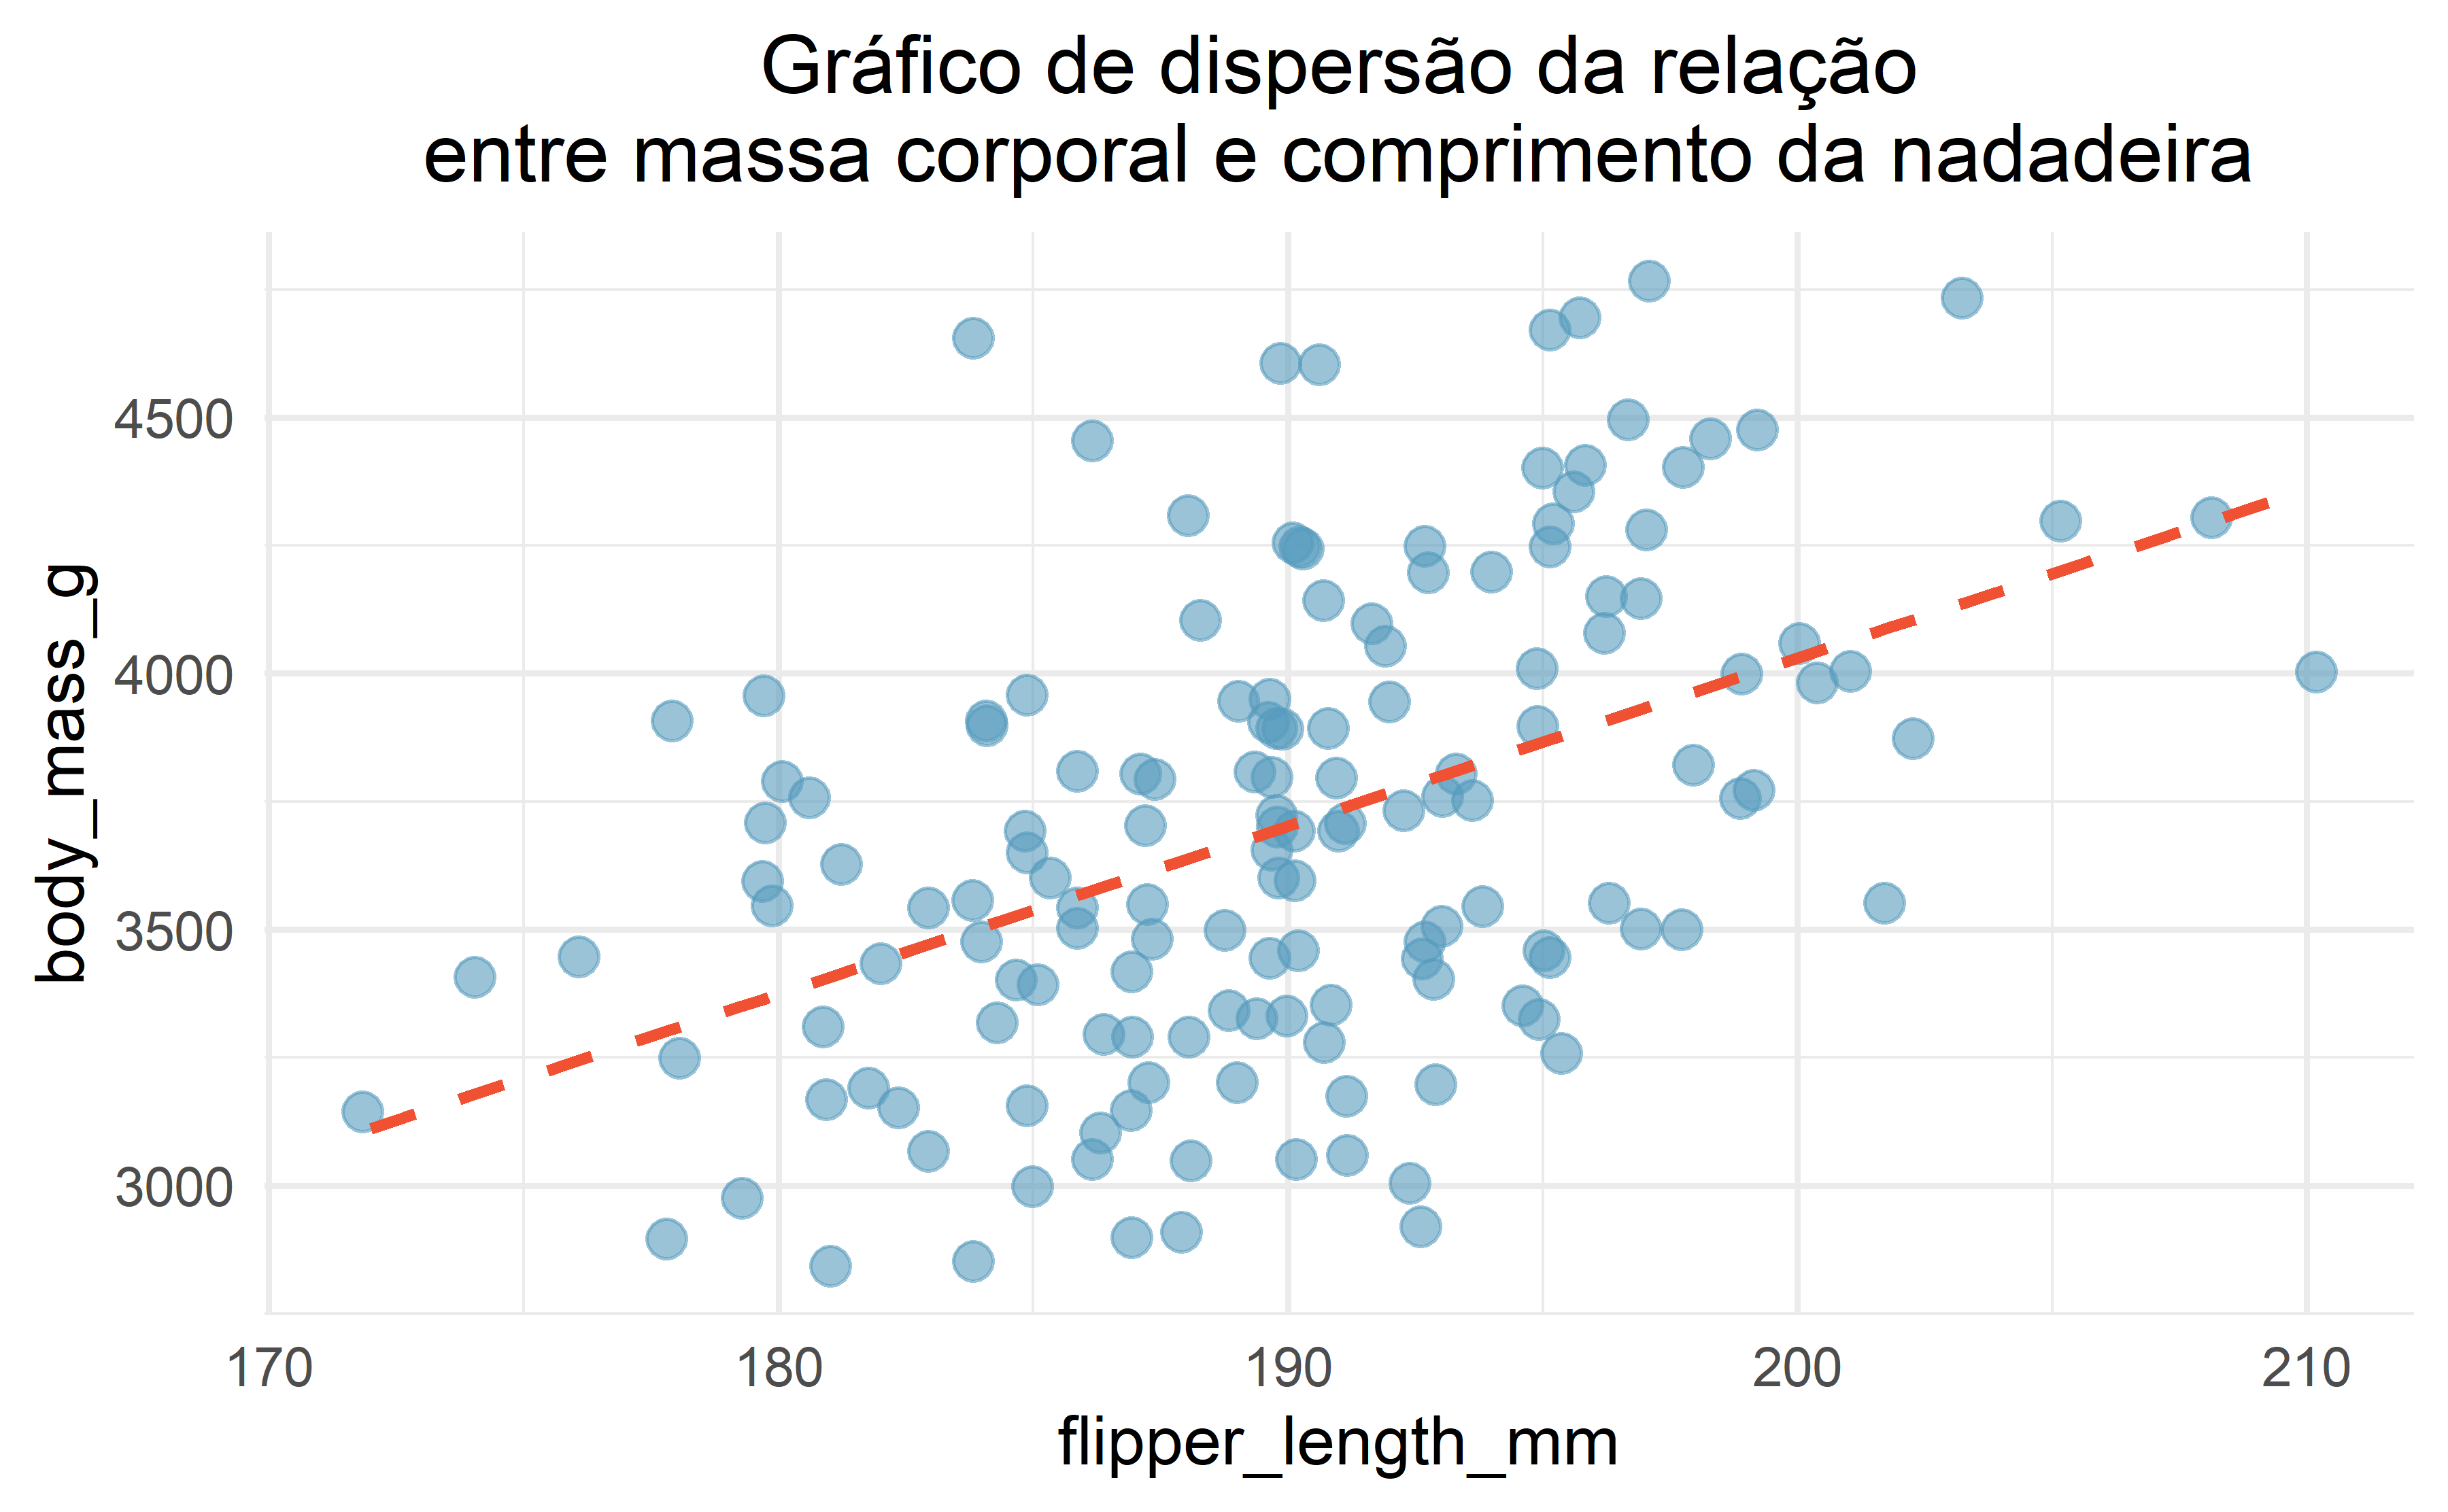 Gráfico de dispersão da relação
entre massa corporal e comprimento da nadadeira
body_mass_g
4500
4000
3500
3000
170 180 190 200 210
flipper_length_mm